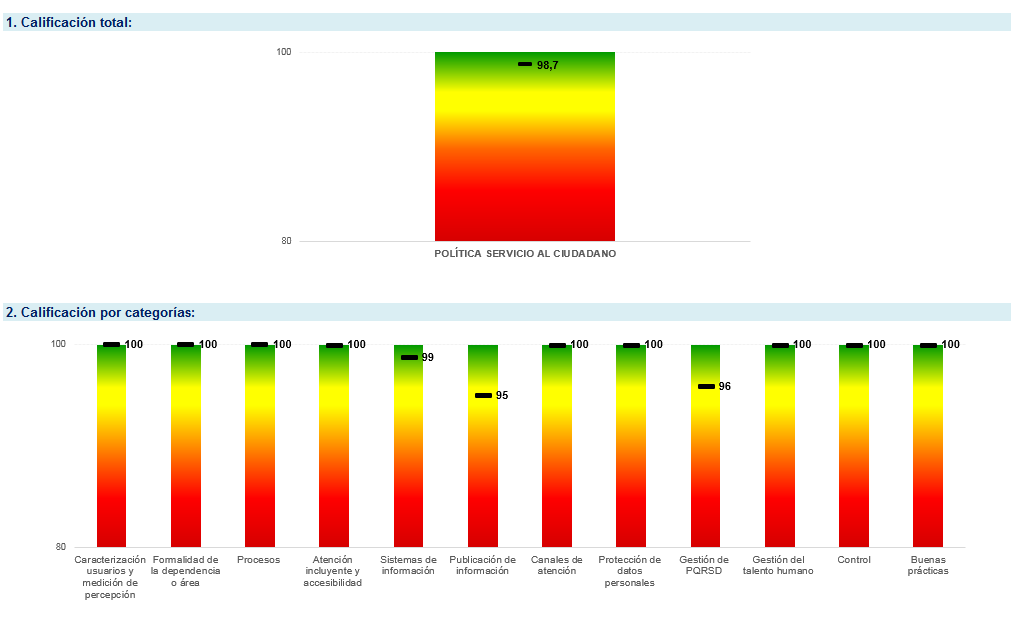 1. Calificación total:
100
98,7
80
POLÍTICA SERVICIO AL CIUDADANO
2. Calificación por categorías:
100
100
100
100
100
99
95
100
100
96
100
100
100
80
Caracterización
usuarios y
medición de
percepción
Formalidad de
la dependencia
o área
Procesos
Atención
incluyente y
accesibilidad
Sistemas de
información
Publicación de
información
Canales de
atención
Protección de
datos
personales
Gestión de
PQRSD
Gestión del
talento humano
Control
Buenas
prácticas